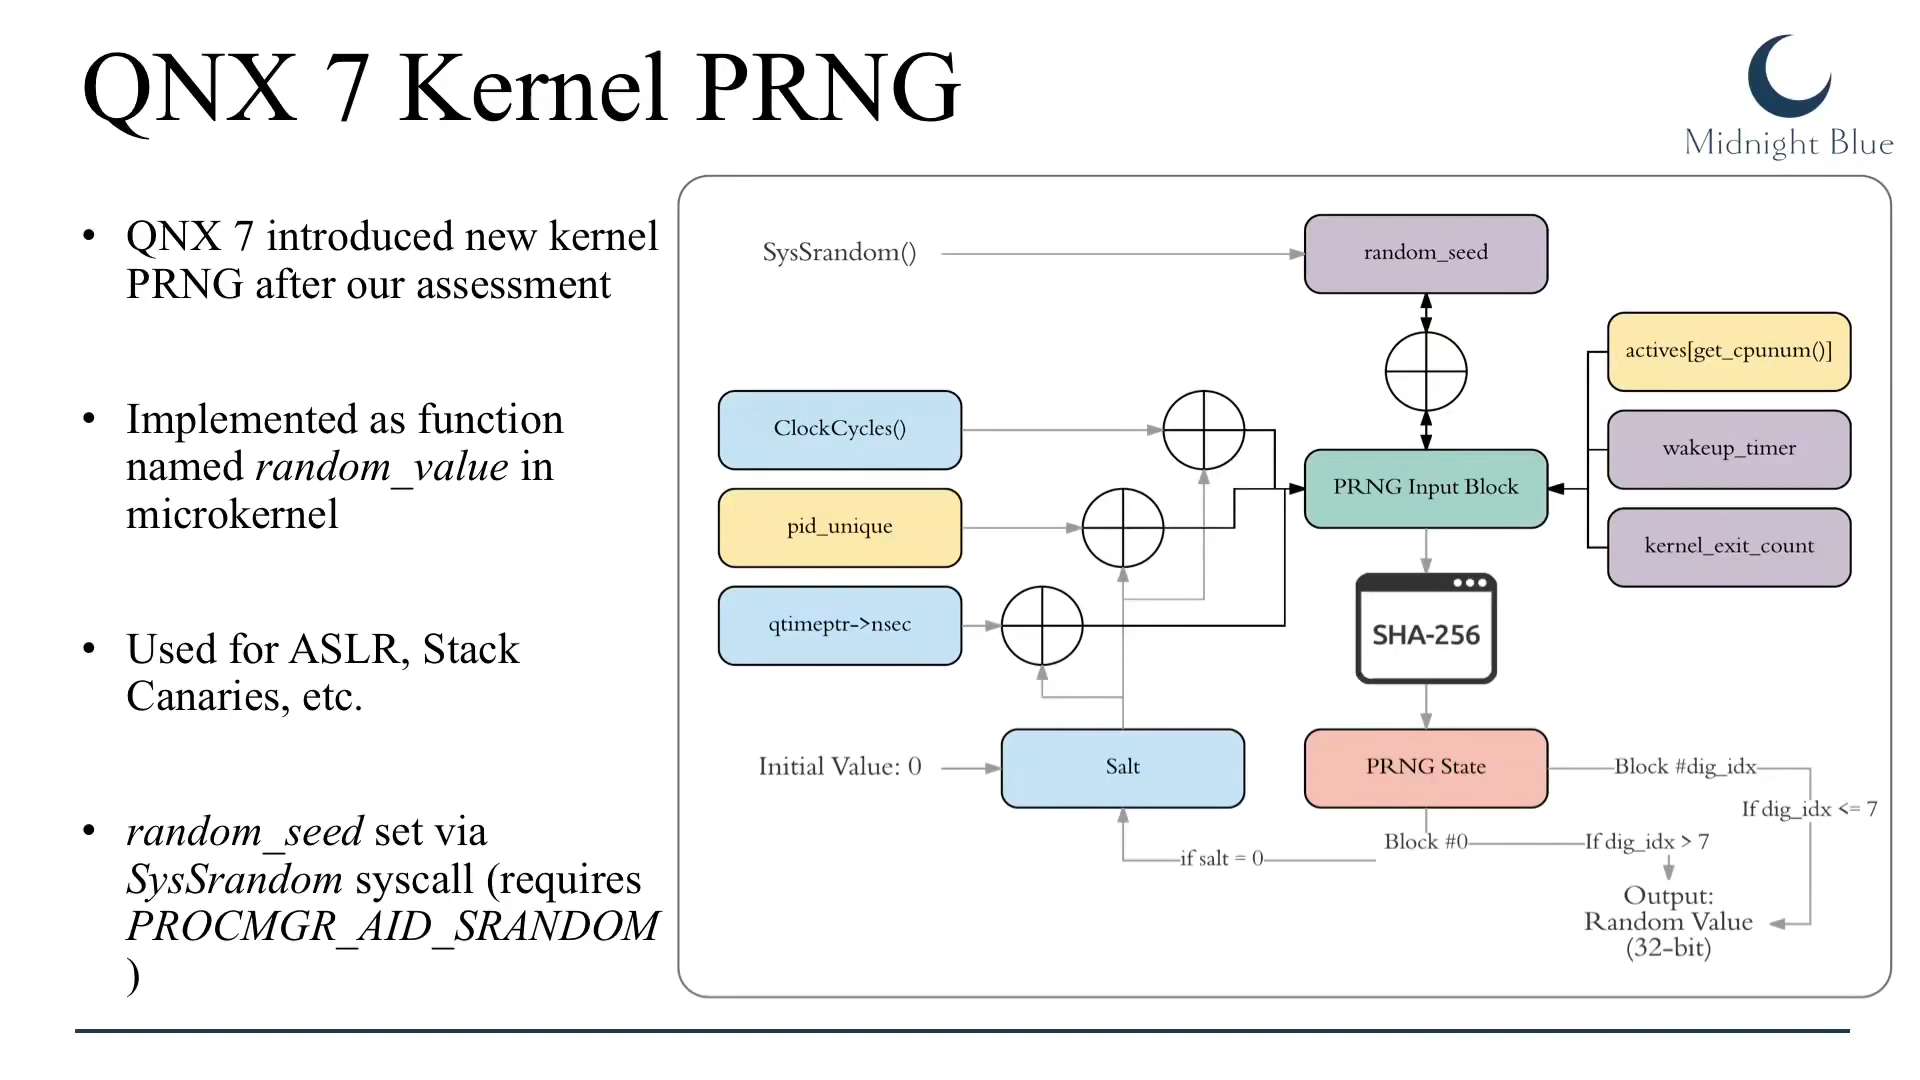 QNX 7 Kernel PRNG
Midnight Blue
• QNX 7 introduced new kernel
PRNG after our assessment
• Implemented as function
named random_value in
microkernel
• Used for ASLR, Stack
Canaries, etc.
• random_seed set via
SysSrandom syscall (requires
PROCMGR_AID_SRANDOM
)
SysSrandom()
random_seed
actives[get_cpunum()]
ClockCycles()
wakeup_timer
PRNG Input Block
pid_unique
kernel_exit_count
qtimeptr->nsec
SHA-256
Initial Value: 0
Salt
PRNG State
Block #dig_idx
If dig_idx <= 7
Block #0
If dig_idx > 7
if salt = 0
Output:
Random Value
(32-bit)